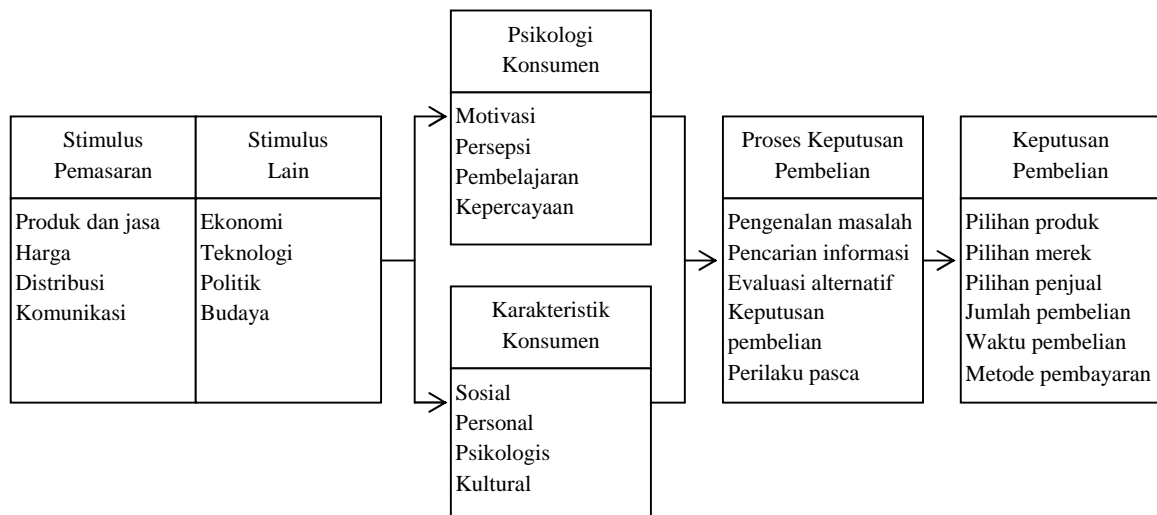 Stimulus
Pemasaran
Produk dan jasa
Harga
Distribusi
Komunikasi
Stimulus
Lain
Ekonomi
Teknologi
Politik
Budaya
Psikologi
Konsumen
Motivasi
Persepsi
Pembelajaran
Kepercayaan
Karakteristik
Konsumen
Sosial
Personal
Psikologis
Kultural
Proses Keputusan
Pembelian
Pengenalan masalah
Pencarian informasi
Evaluasi alternatif
Keputusan
pembelian
Perilaku pasca
Keputusan
Pembelian
Pilihan produk
Pilihan merek
Pilihan penjual
Jumlah pembelian
Waktu pembelian
Metode pembayaran